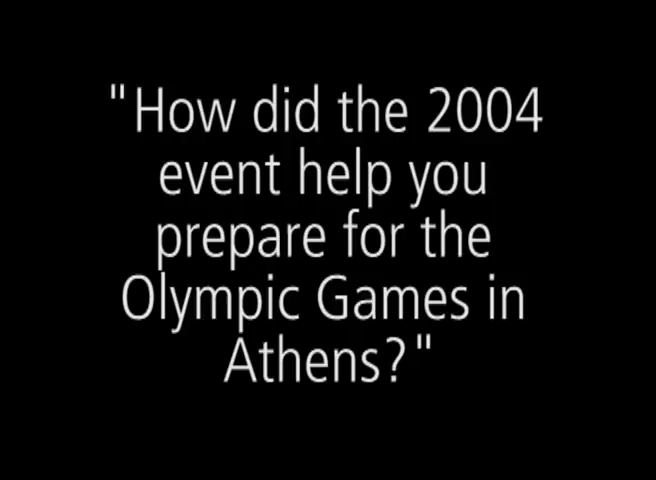 "How did the 2004
event help you
prepare for the
Olympic Games in
Athens?"